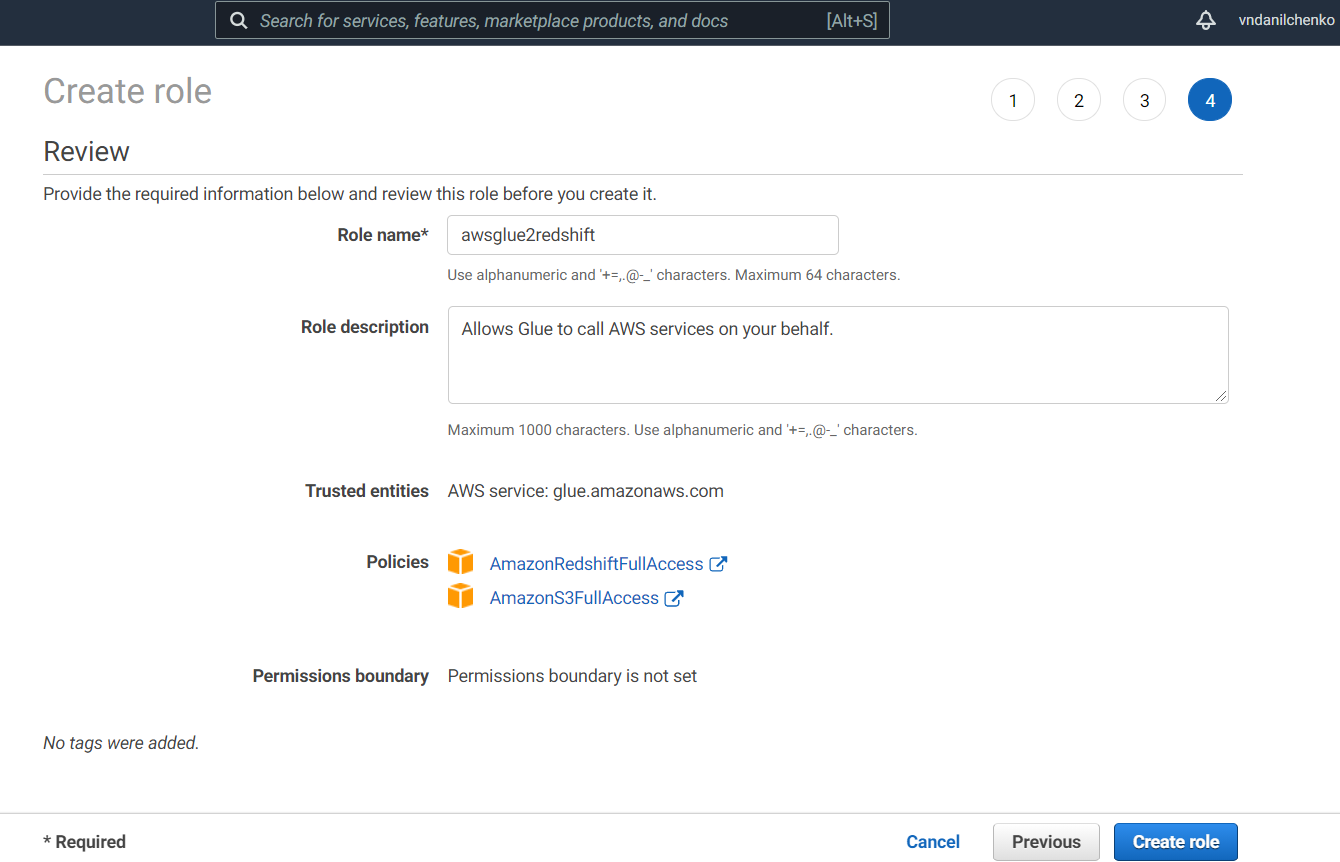 Search for services, features, marketplace products, and docs [Alt+S] vndanilchenko
Create role 1 2 3 4
Review
Provide the required information below and review this role before you create it.
Role name* awsglue2redshift
Use alphanumeric and '+=,.@-_' characters. Maximum 64 characters.
Role description Allows Glue to call AWS services on your behalf.
Maximum 1000 characters. Use alphanumeric and '+=,.@-_' characters.
Trusted entities AWS service: glue.amazonaws.com
Policies AmazonRedshiftFullAccess
AmazonS3FullAccess
Permissions boundary Permissions boundary is not set
No tags were added.
* Required Cancel Previous Create role